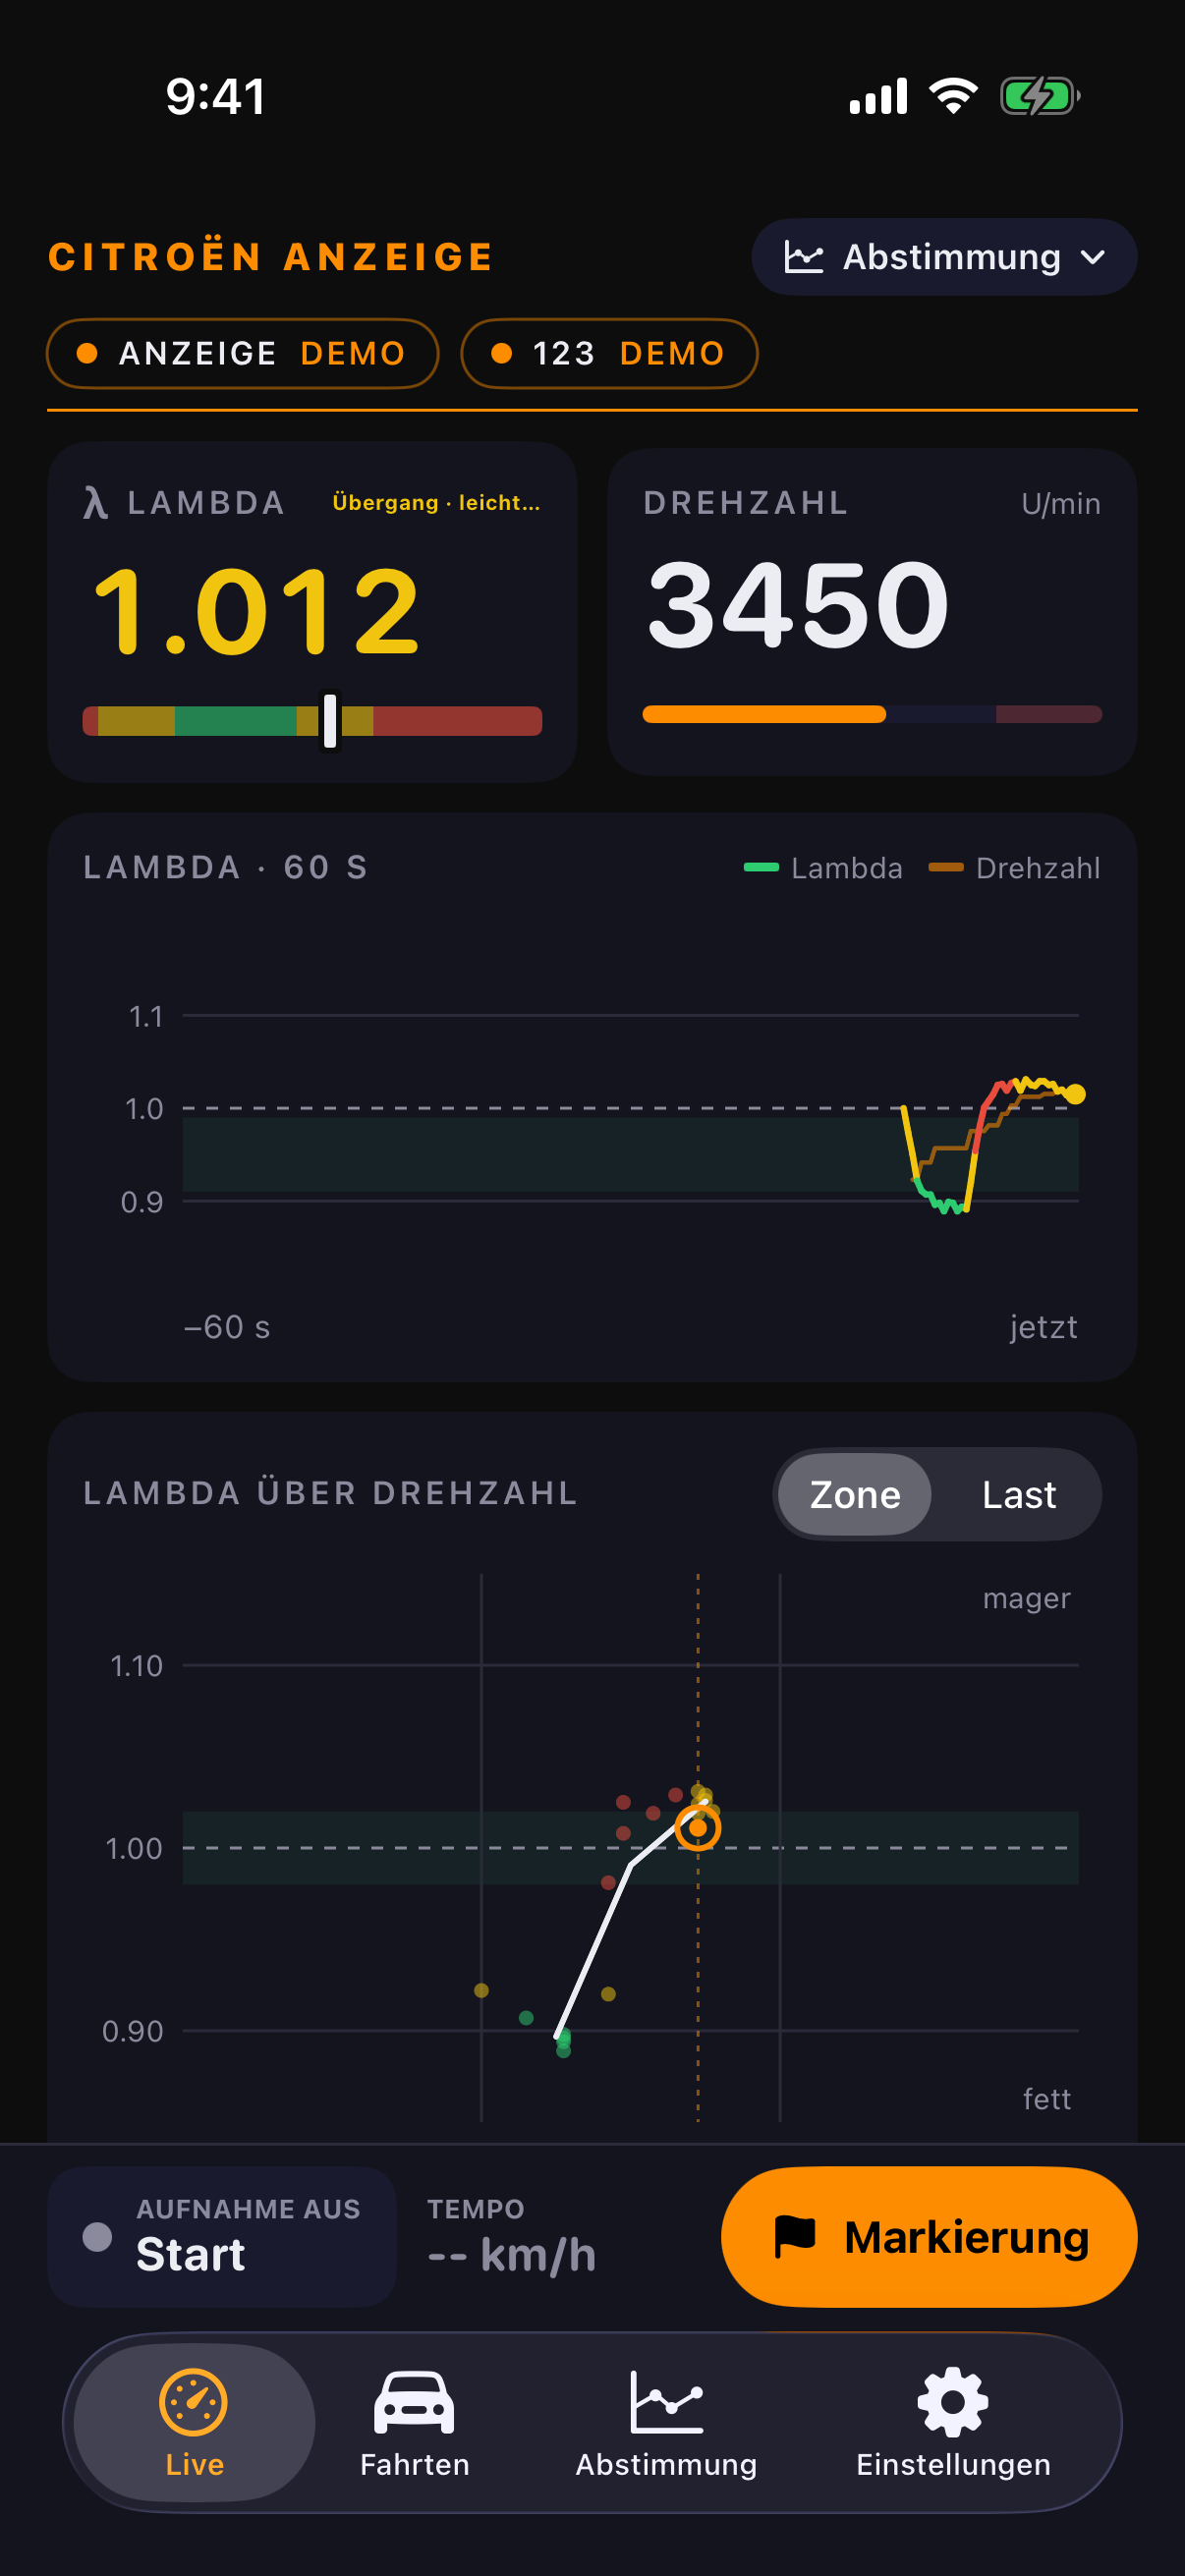 9:41
CITROËN ANZEIGE
Abstimmung
ANZEIGE DEMO
123 DEMO
λ LAMBDA
Übergang · leicht...
1.012
DREHZAHL
U/min
3450
LAMBDA · 60 S
Lambda
Drehzahl
1.1
1.0
0.9
–60 s
jetzt
LAMBDA ÜBER DREHZAHL
Zone
Last
mager
1.10
1.00
0.90
fett
AUFNAHME AUS
Start
TEMPO
-- km/h
Markierung
Live
Fahrten
Abstimmung
Einstellungen